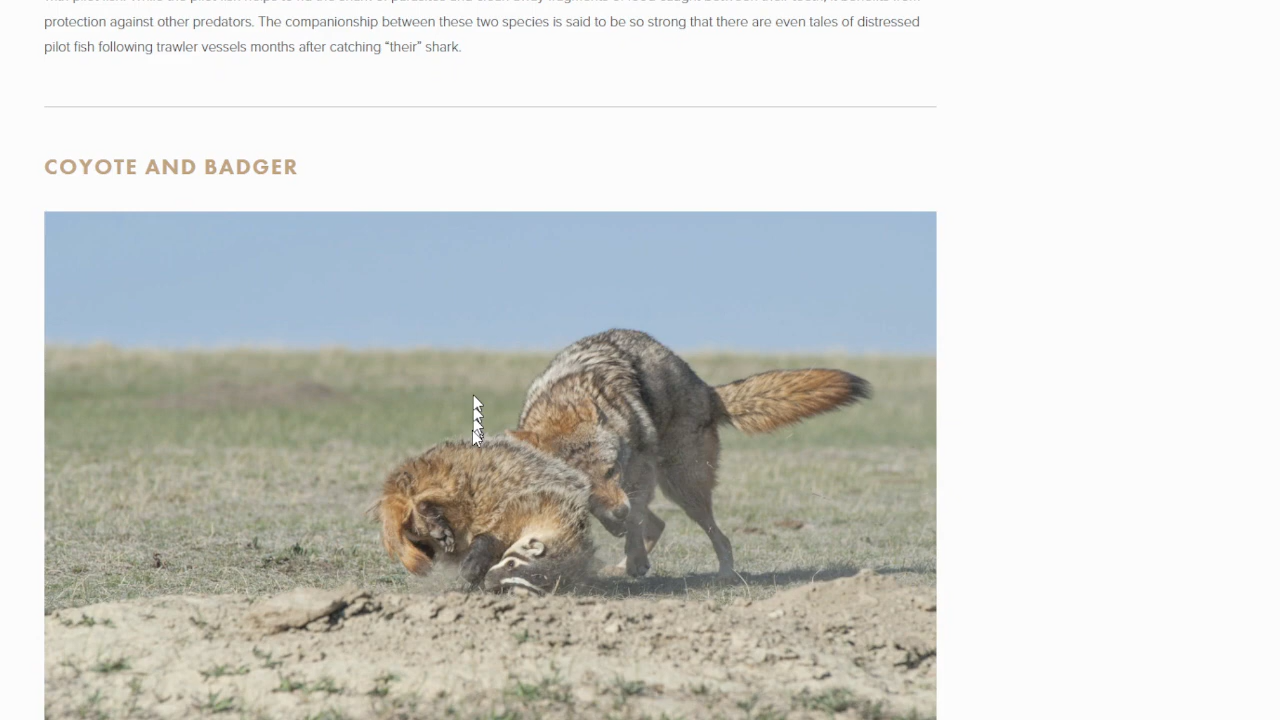 protection against other predators. The companionship between these two species is said to be so strong that there are even tales of distressed
pilot fish following trawler vessels months after catching “their” shark.
COYOTE AND BADGER